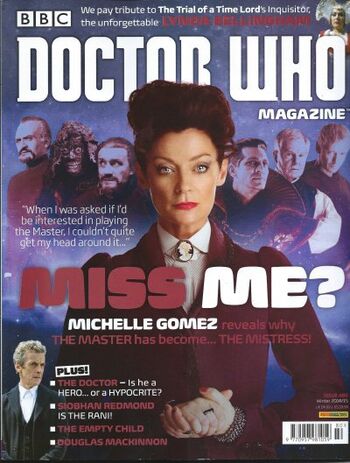 BBC
We pay tribute to The Trial of a Time Lord's Inquisitor,
the unforgettable LYNDA BELLINGHAM
DOCTOR WHO
MAGAZINE
"When I was asked if I'd
be interested in playing
the Master, I couldn't quite
get my head around it..."
MISS ME?
MICHELLE GOMEZ reveals why
THE MASTER has become... THE MISTRESS!
PLUS!
THE DOCTOR – Is he a
HERO... or a HYPOCRITE?
SIOBHAN REDMOND
IS THE RANI!
THE EMPTY CHILD
DOUGLAS MACKINNON
Winter 2014/15